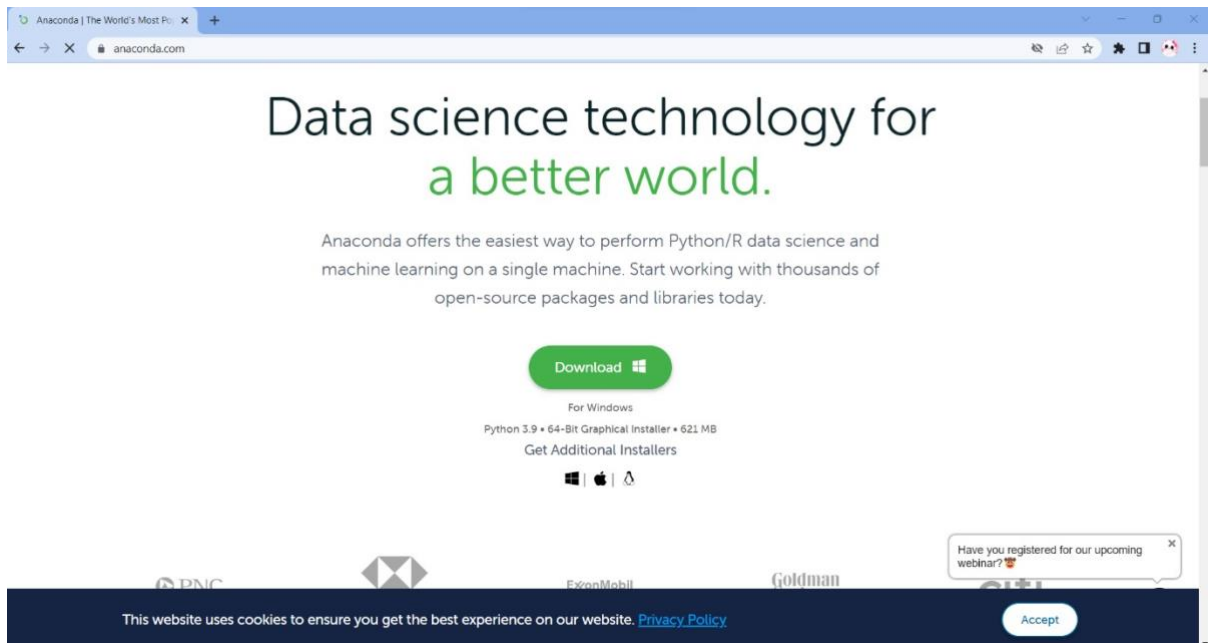 Anaconda | The World's Most Po
anaconda.com
Data science technology for
a better world.
Anaconda offers the easiest way to perform Python/R data science and
machine learning on a single machine. Start working with thousands of
open-source packages and libraries today.
Download
For Windows
Python 3.9 • 64-Bit Graphical Installer • 621 MB
Get Additional Installers
Have you registered for our upcoming
webinar?
PNC
ExxonMobil
Goldman
citi
This website uses cookies to ensure you get the best experience on our website. Privacy Policy
Accept